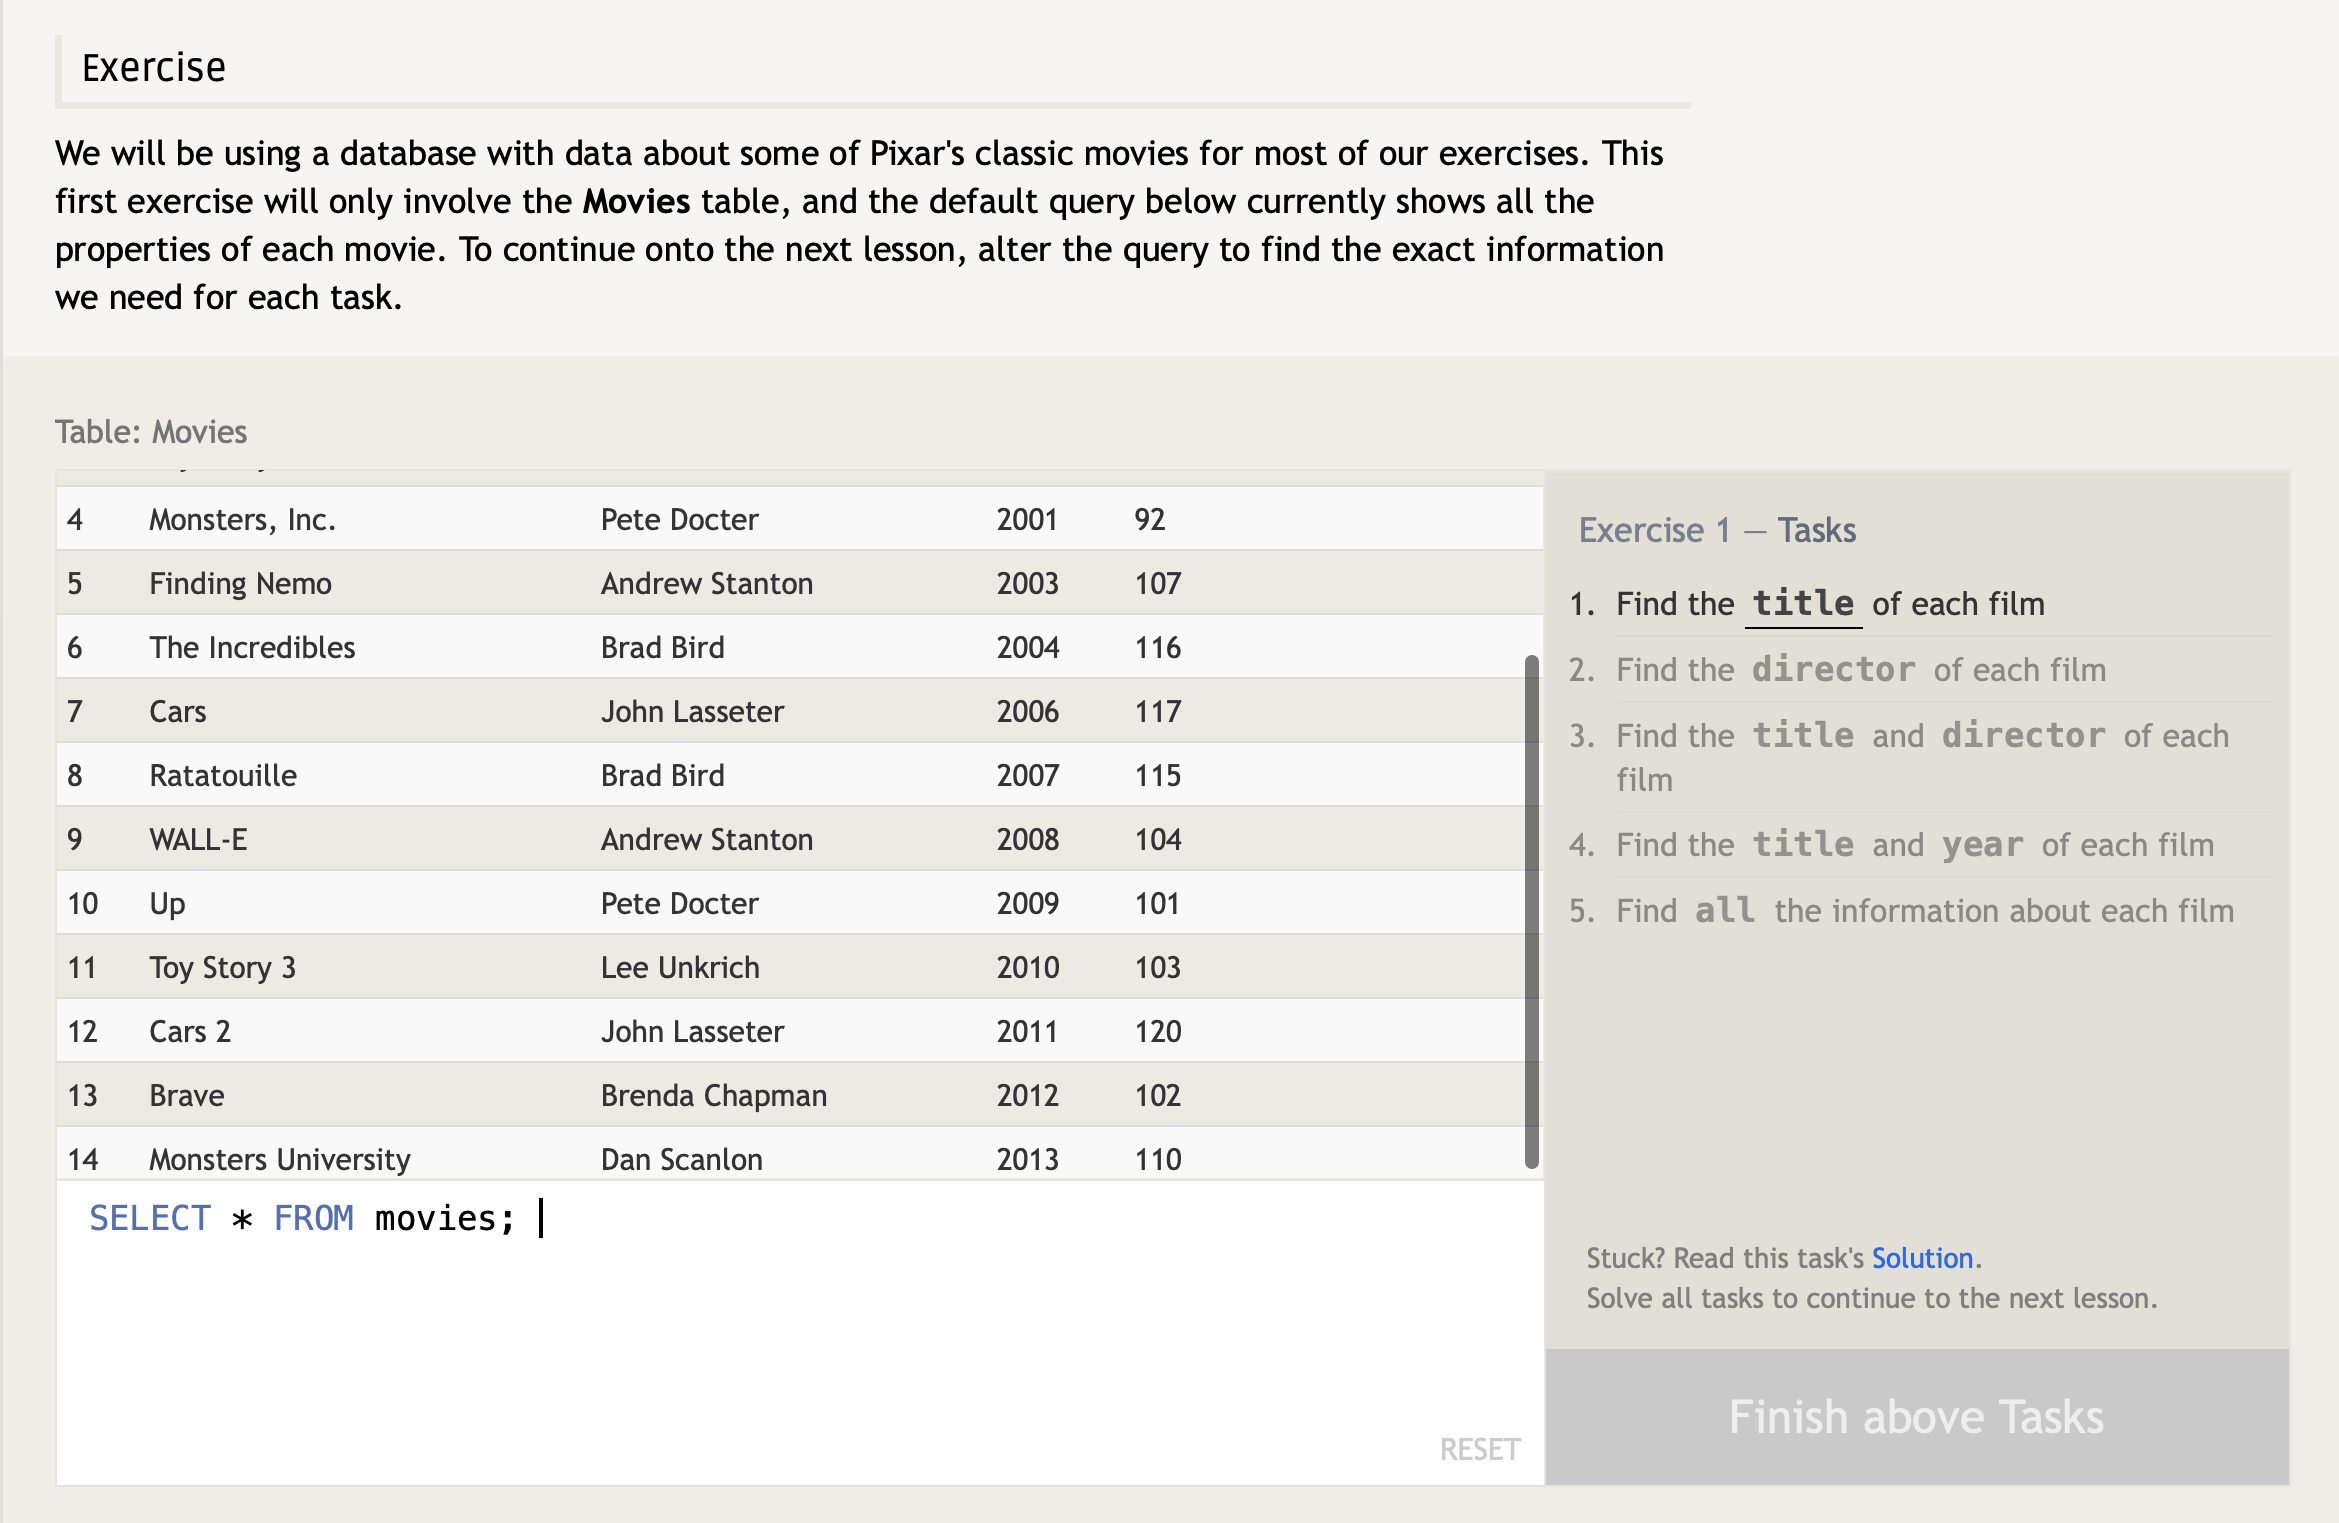 Exercise
We will be using a database with data about some of Pixar's classic movies for most of our exercises. This
first exercise will only involve the Movies table, and the default query below currently shows all the
properties of each movie. To continue onto the next lesson, alter the query to find the exact information
we need for each task.
Table: Movies
4 Monsters, Inc. Pete Docter 2001 92
5 Finding Nemo Andrew Stanton 2003 107
6 The Incredibles Brad Bird 2004 116
7 Cars John Lasseter 2006 117
8 Ratatouille Brad Bird 2007 115
9 WALL-E Andrew Stanton 2008 104
10 Up Pete Docter 2009 101
11 Toy Story 3 Lee Unkrich 2010 103
12 Cars 2 John Lasseter 2011 120
13 Brave Brenda Chapman 2012 102
14 Monsters University Dan Scanlon 2013 110
SELECT * FROM movies;
RESET
Exercise 1 — Tasks
1. Find the title of each film
2. Find the director of each film
3. Find the title and director of each
film
4. Find the title and year of each film
5. Find all the information about each film
Stuck? Read this task's Solution.
Solve all tasks to continue to the next lesson.
Finish above Tasks